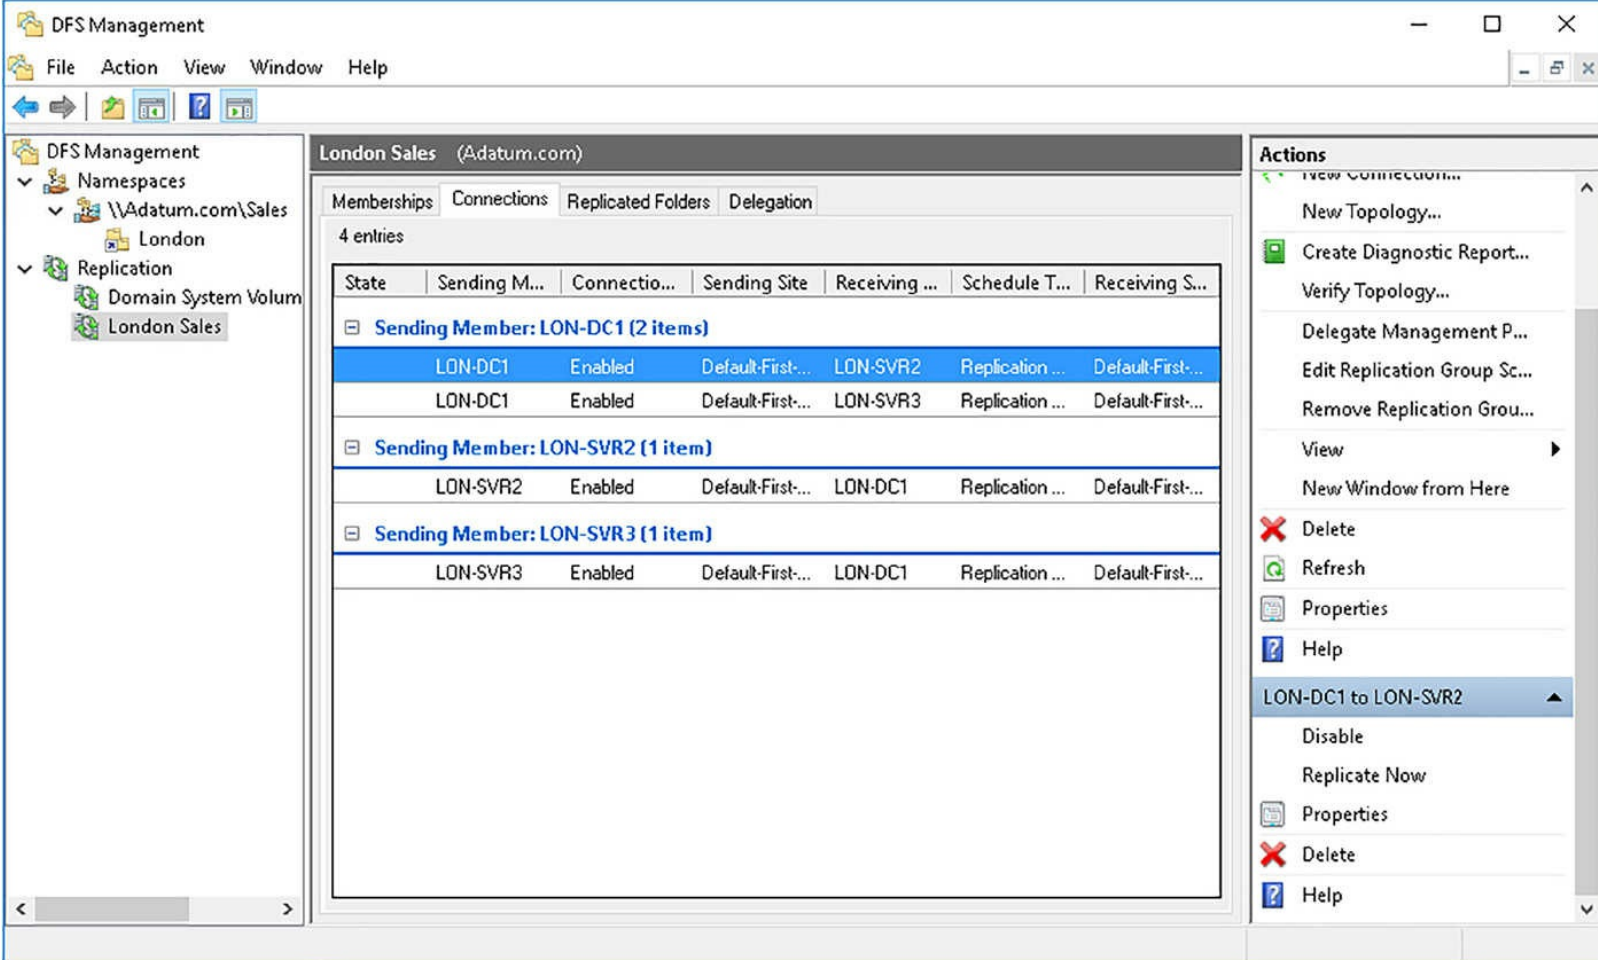 DFS Management
File Action View Window Help
DFS Management
Namespaces
\\Adatum.com\Sales
London
Replication
Domain System Volum
London Sales
London Sales (Adatum.com)
Memberships Connections Replicated Folders Delegation
4 entries
State Sending M... Connectio... Sending Site Receiving ... Schedule T... Receiving S...
Sending Member: LON-DC1 (2 items)
LON-DC1 Enabled Default-First-... LON-SVR2 Replication ... Default-First-...
LON-DC1 Enabled Default-First-... LON-SVR3 Replication ... Default-First-...
Sending Member: LON-SVR2 (1 item)
LON-SVR2 Enabled Default-First-... LON-DC1 Replication ... Default-First-...
Sending Member: LON-SVR3 (1 item)
LON-SVR3 Enabled Default-First-... LON-DC1 Replication ... Default-First-...
Actions
New Connection...
New Topology...
Create Diagnostic Report...
Verify Topology...
Delegate Management P...
Edit Replication Group Sc...
Remove Replication Grou...
View
New Window from Here
Delete
Refresh
Properties
Help
LON-DC1 to LON-SVR2
Disable
Replicate Now
Properties
Delete
Help